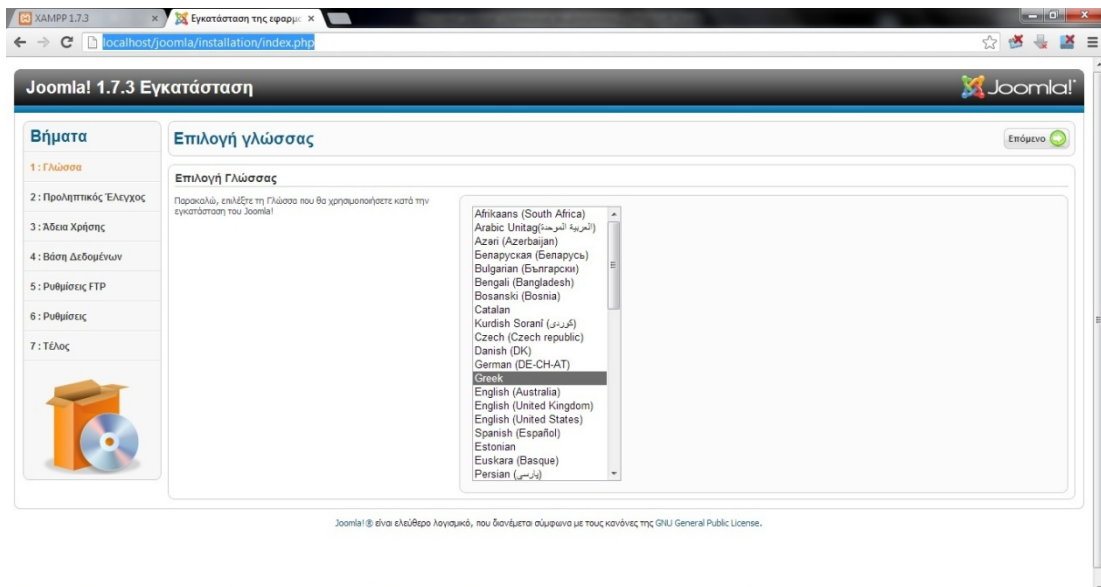 XAMPP 1.7.3
Εγκατάσταση της εφαρμ
localhost/joomla/installation/index.php
Joomla! 1.7.3 Εγκατάσταση
Joomla!
Βήματα
1 : Γλώσσα
2 : Προληπτικός Έλεγχος
3 : Άδεια Χρήσης
4 : Βάση Δεδομένων
5 : Ρυθμίσεις FTP
6 : Ρυθμίσεις
7 : Τέλος
Επιλογή γλώσσας
Επόμενο
Επιλογή Γλώσσας
Παρακαλώ, επιλέξτε τη Γλώσσα που θα χρησιμοποιήσετε κατά την
εγκατάσταση του Joomla!
Afrikaans (South Africa)
Arabic Unitag(العربية الموحدة)
Azəri (Azerbaijan)
Беларуская (Беларусь)
Bulgarian (Български)
Bengali (Bangladesh)
Bosanski (Bosnia)
Catalan
Kurdish Soranî (کوردی)
Czech (Czech republic)
Danish (DK)
German (DE-CH-AT)
Greek
English (Australia)
English (United Kingdom)
English (United States)
Spanish (Español)
Estonian
Euskara (Basque)
Persian (پارسی)
Joomla! ® είναι ελεύθερο λογισμικό, που διανέμεται σύμφωνα με τους κανόνες της GNU General Public License.